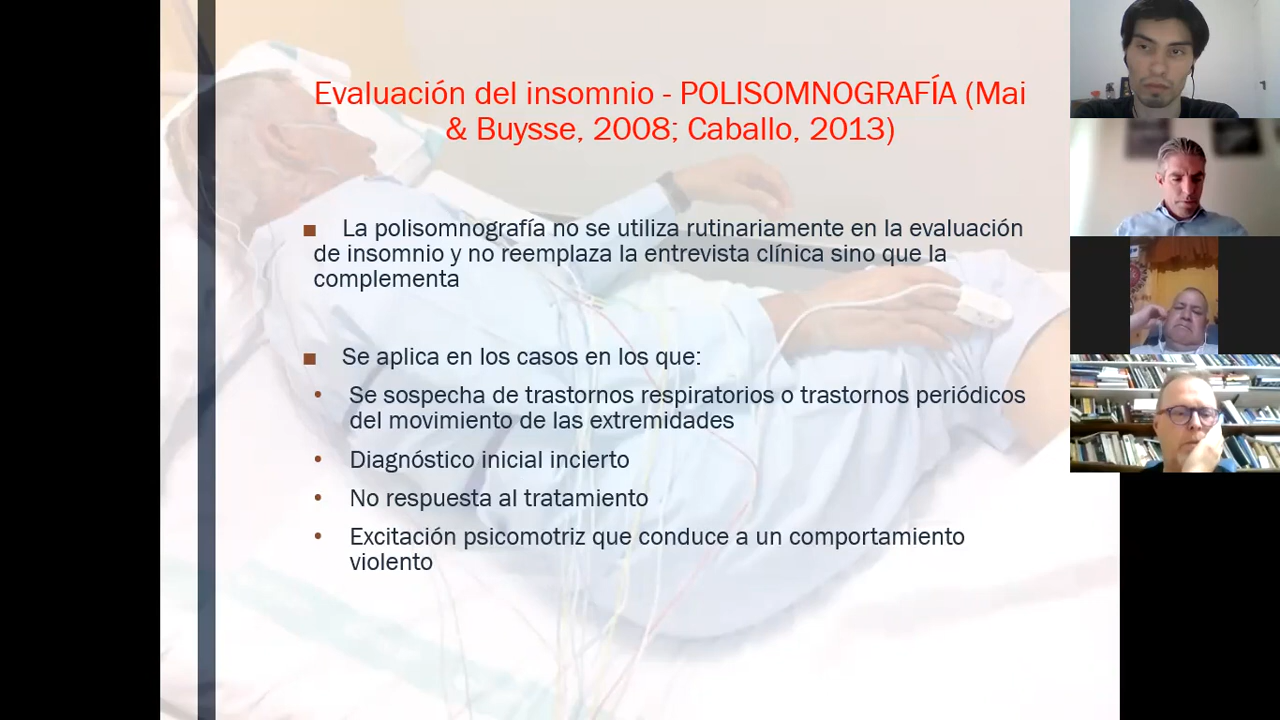 Evaluación del insomnio - POLISOMNOGRAFÍA (Mai
& Buysse, 2008; Caballo, 2013)
La polisomnografía no se utiliza rutinariamente en la evaluación
de insomnio y no reemplaza la entrevista clínica sino que la
complementa
Se aplica en los casos en los que:
Se sospecha de trastornos respiratorios o trastornos periódicos
del movimiento de las extremidades
Diagnóstico inicial incierto
No respuesta al tratamiento
Excitación psicomotriz que conduce a un comportamiento
violento